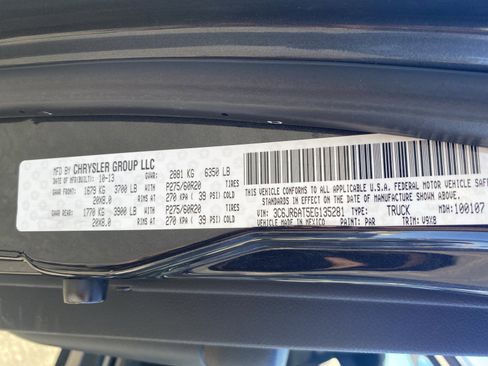 MFD BY CHRYSLER GROUP LLC
DATE OF MFR(BUILT): 10-13 GVWR: 2881 KG 6350 LB
GAWR FRONT: 1679 KG 3700 LB WITH P275/60R20 TIRES
20X8.0 RIMS AT 270 KPA ( 39 PSI) COLD
GAWR REAR: 1770 KG 3900 LB WITH P275/60R20 TIRES
20X8.0 RIMS AT 270 KPA ( 39 PSI) COLD
THIS VEHICLE CONFORMS TO ALL APPLICABLE U.S.A. FEDERAL MOTOR VEHICLE SAFETY
STANDARDS IN EFFECT ON THE DATE OF MANUFACTURE SHOWN ABOVE.
VIN: 3C6JR6AT5EG135281 TYPE: TRUCK MDH: 100107
MADE IN MEXICO PAINT: PAR TRIM: V9X8